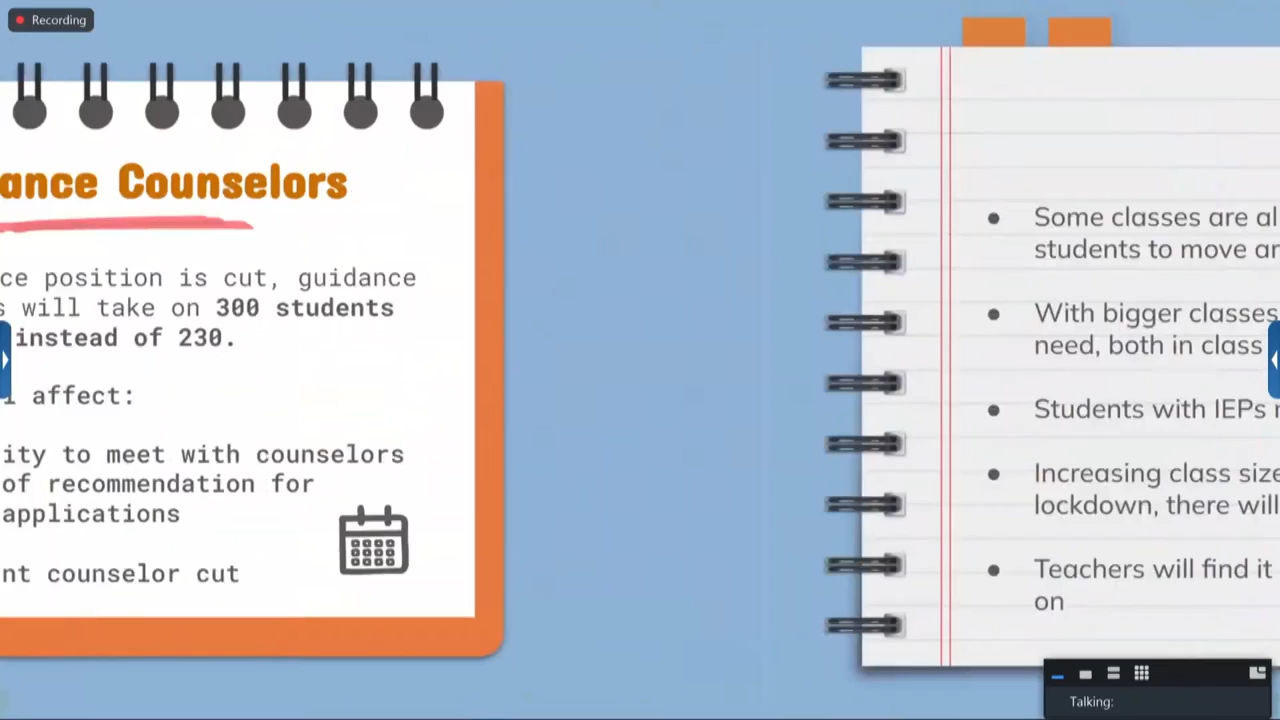 Recording
ance Counselors
ce position is cut, guidance
s will take on 300 students
instead of 230.
l affect:
ity to meet with counselors
of recommendation for
applications
nt counselor cut
Some classes are al
students to move ar
With bigger classes
need, both in class
Students with IEPs
Increasing class size
lockdown, there will
Teachers will find it
on
Talking: